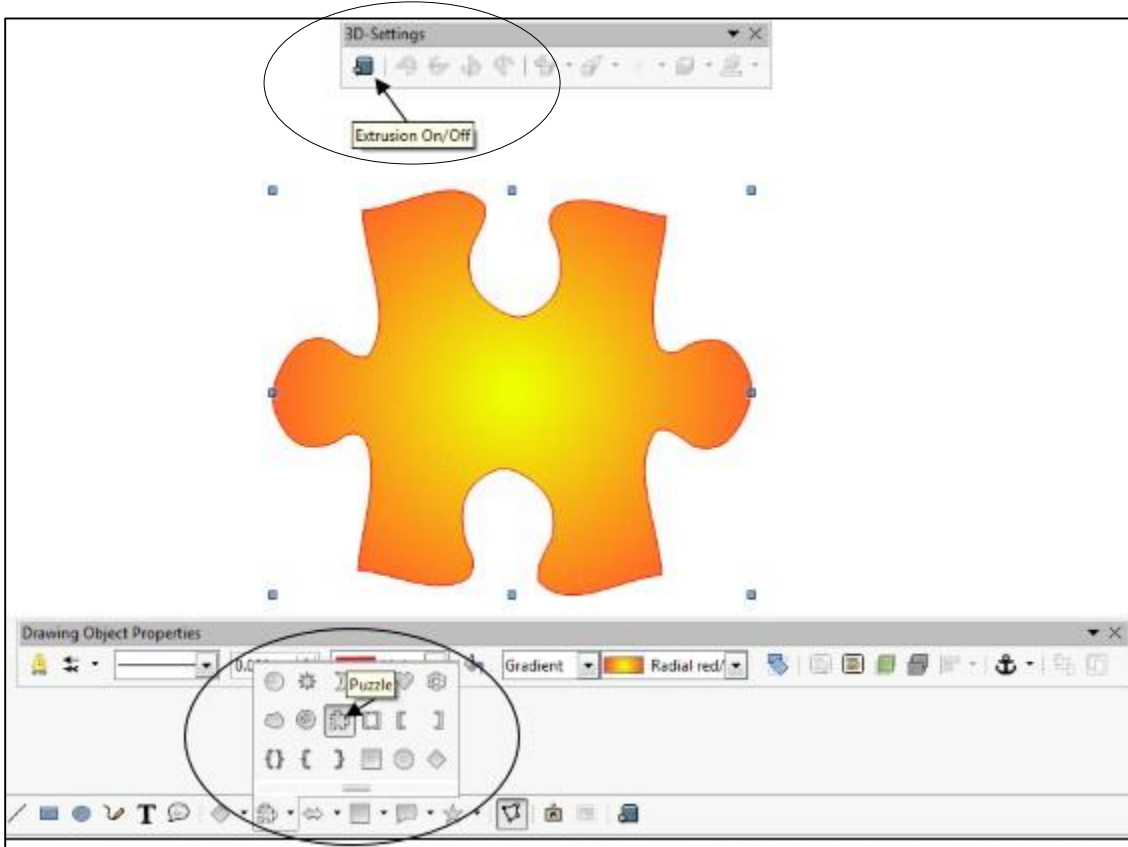 3D-Settings
Extrusion On/Off
Drawing Object Properties
Gradient
Radial red/
Puzzle